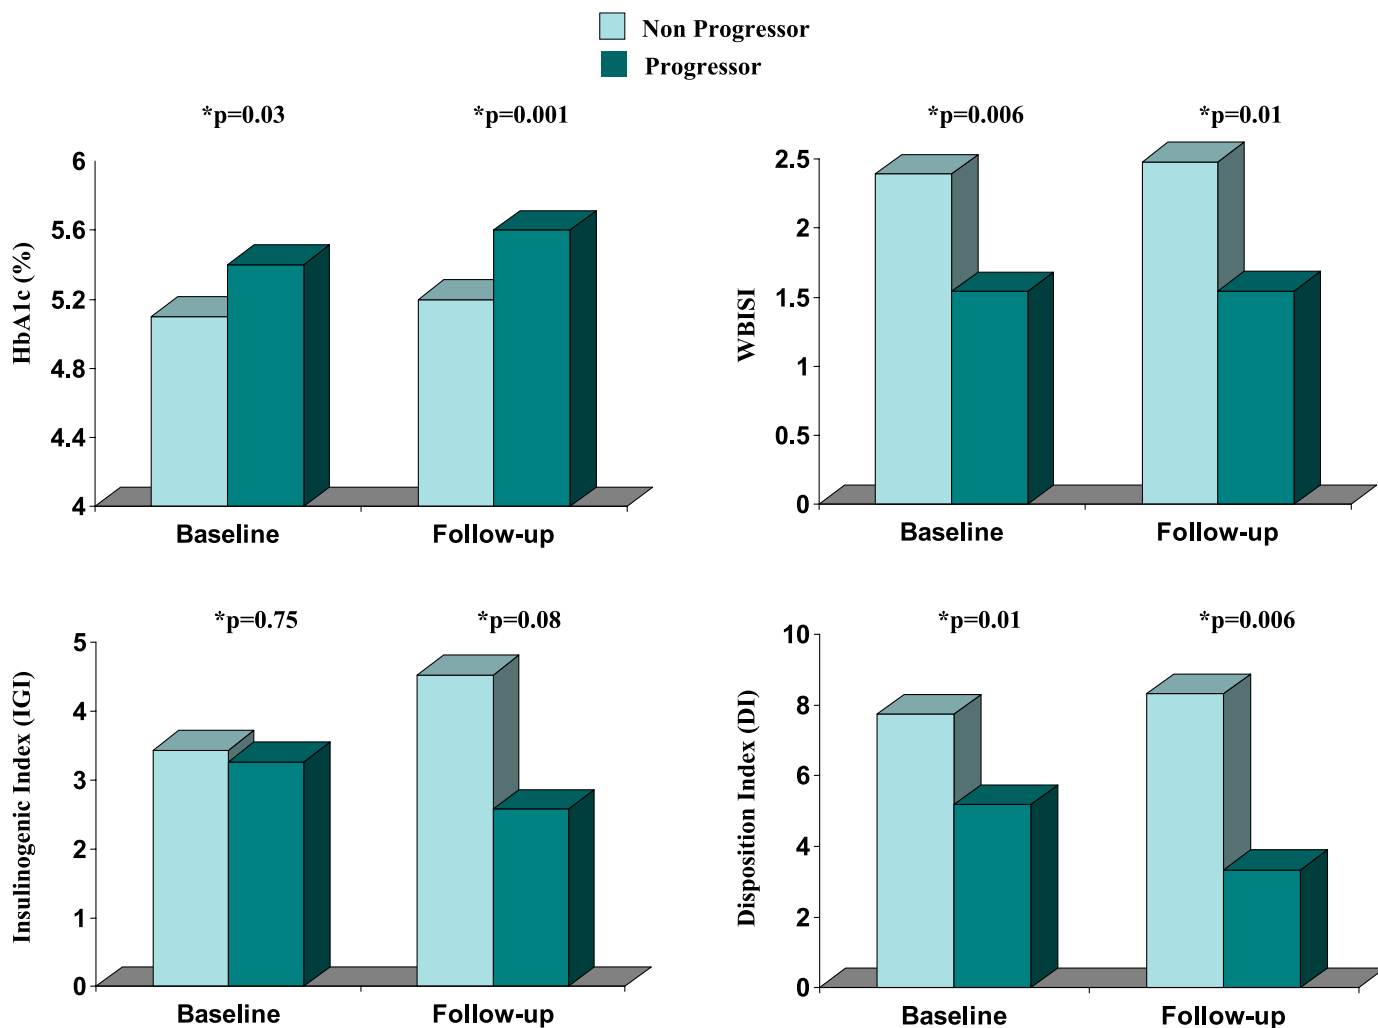 Non Progressor
Progressor
*p=0.03 *p=0.001
HbA1c (%)
6
5.6
5.2
4.8
4.4
4
Baseline Follow-up
*p=0.006 *p=0.01
WBISI
2.5
2
1.5
1
0.5
0
Baseline Follow-up
*p=0.75 *p=0.08
Insulinogenic Index (IGI)
5
4
3
2
1
0
Baseline Follow-up
*p=0.01 *p=0.006
Disposition Index (DI)
10
8
6
4
2
0
Baseline Follow-up